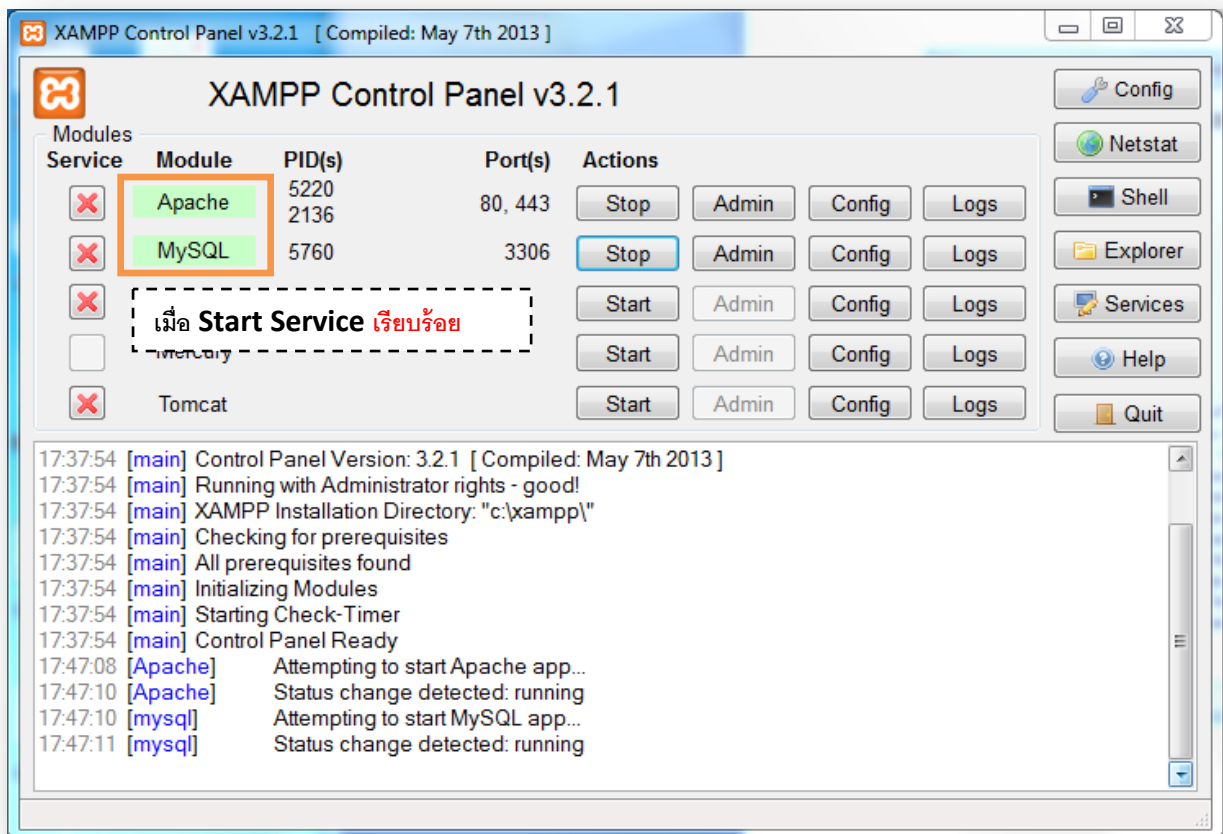 XAMPP Control Panel v3.2.1 [ Compiled: May 7th 2013 ]
XAMPP Control Panel v3.2.1
Config
Modules
Service Module PID(s) Port(s) Actions
Netstat
Apache 5220 2136 80, 443 Stop Admin Config Logs
Shell
MySQL 5760 3306 Stop Admin Config Logs
Explorer
Start Admin Config Logs
Services
เมื่อ Start Service เรียบร้อย
Mercury Start Admin Config Logs
Help
Tomcat Start Admin Config Logs
Quit
17:37:54 [main] Control Panel Version: 3.2.1 [ Compiled: May 7th 2013 ]
17:37:54 [main] Running with Administrator rights - good!
17:37:54 [main] XAMPP Installation Directory: "c:\xampp\"
17:37:54 [main] Checking for prerequisites
17:37:54 [main] All prerequisites found
17:37:54 [main] Initializing Modules
17:37:54 [main] Starting Check-Timer
17:37:54 [main] Control Panel Ready
17:47:08 [Apache] Attempting to start Apache app...
17:47:10 [Apache] Status change detected: running
17:47:10 [mysql] Attempting to start MySQL app...
17:47:11 [mysql] Status change detected: running